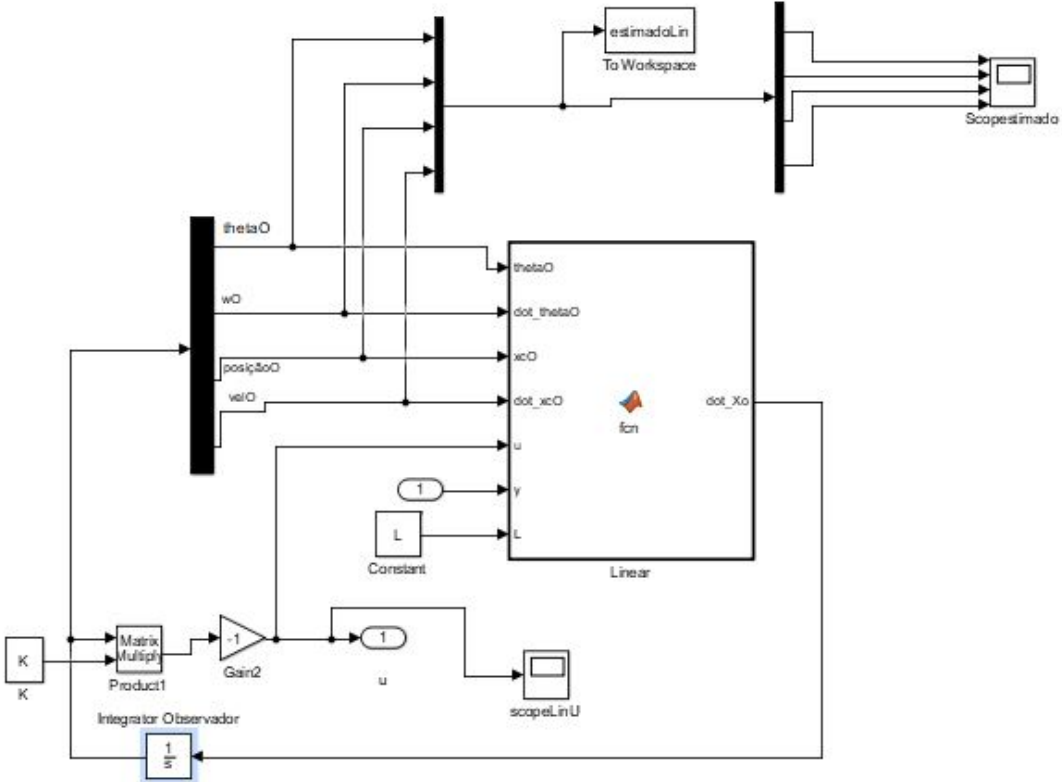 estimadoLin
To Workspace
Scopestimado
thetaO
thetaO
wO
dot_thetaO
posiçãoO
xcO
velO
dot_xcO
fcn
dot_Xo
u
1
y
L
L
Constant
Linear
K
K
Matrix
Multiply
Product1
-1
Gain2
1
u
scopeLinU
Integrator Observador
1
s